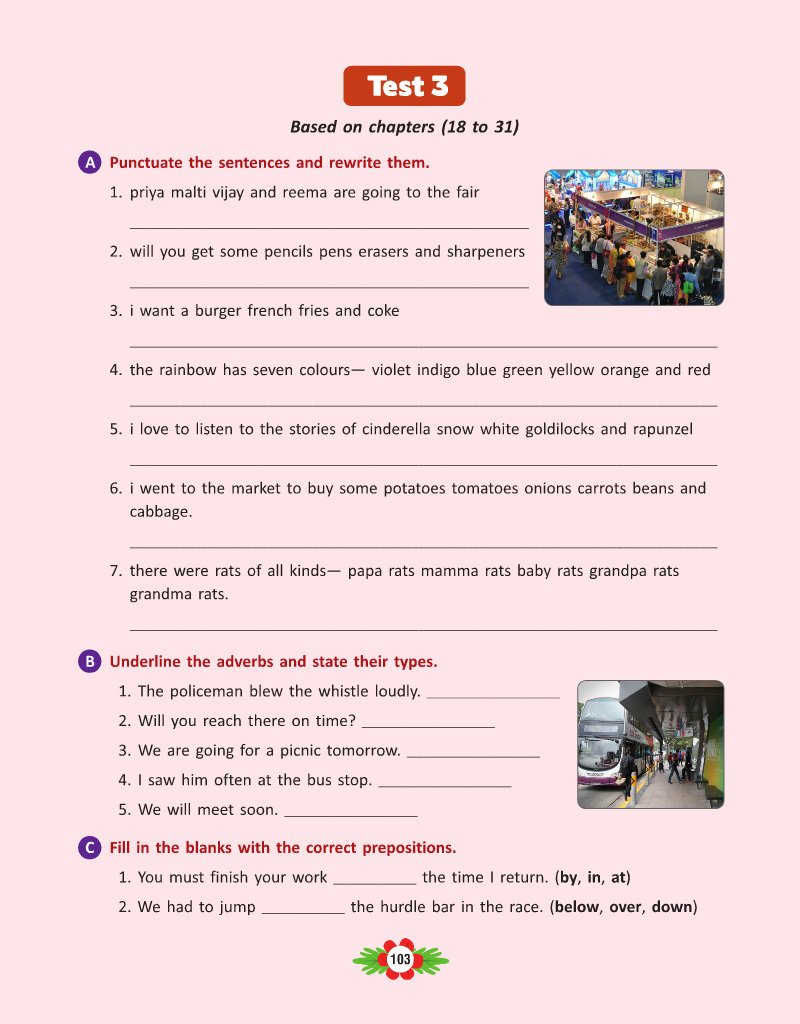 Test 3
Based on chapters (18 to 31)
A Punctuate the sentences and rewrite them.
1. priya malti vijay and reema are going to the fair
2. will you get some pencils pens erasers and sharpeners
3. i want a burger french fries and coke
4. the rainbow has seven colours— violet indigo blue green yellow orange and red
5. i love to listen to the stories of cinderella snow white goldilocks and rapunzel
6. i went to the market to buy some potatoes tomatoes onions carrots beans and
cabbage.
7. there were rats of all kinds— papa rats mamma rats baby rats grandpa rats
grandma rats.
B Underline the adverbs and state their types.
1. The policeman blew the whistle loudly. ________________
2. Will you reach there on time? ________________
3. We are going for a picnic tomorrow. ________________
4. I saw him often at the bus stop. ________________
5. We will meet soon. ________________
C Fill in the blanks with the correct prepositions.
1. You must finish your work __________ the time I return. (by, in, at)
2. We had to jump __________ the hurdle bar in the race. (below, over, down)
103